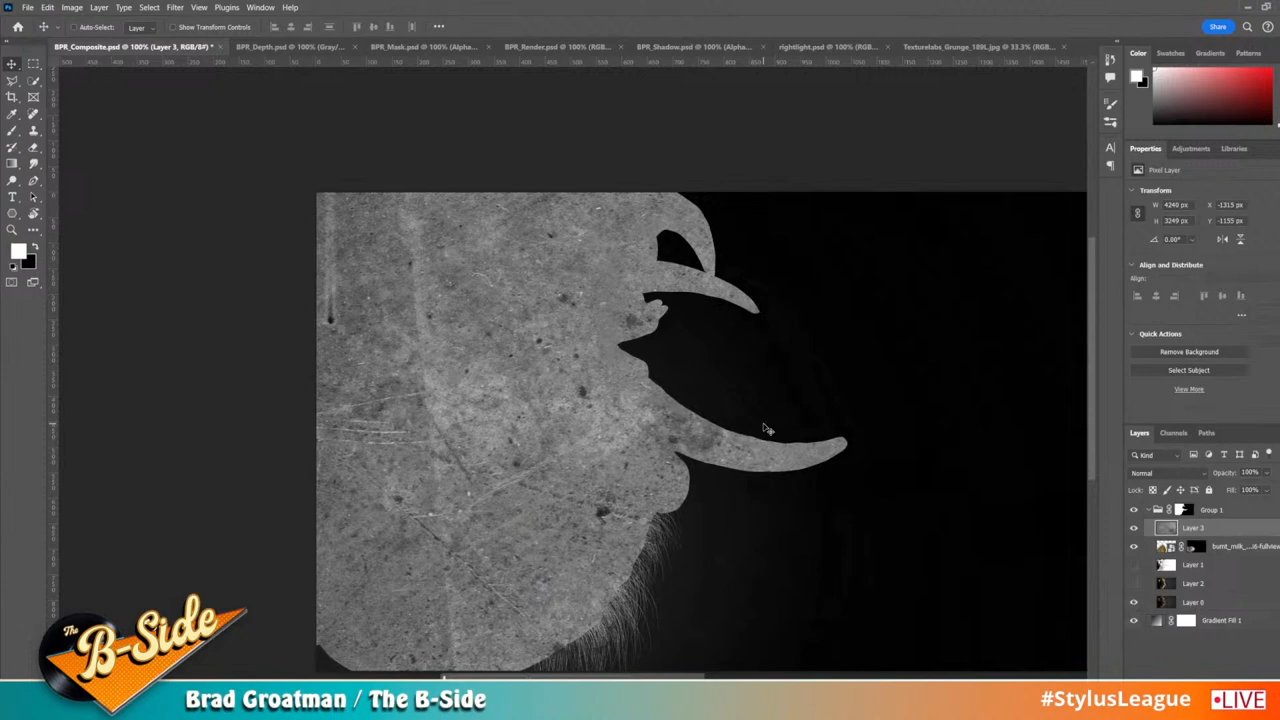 File Edit Image Layer Type Select Filter View Plugins Window Help
Auto-Select: Layer Show Transform Controls Share
BPR_Composite.psd @ 100% (Layer 3, RGB/8#) * × BPR_Depth.psd @ 100% (Gray/... × BPR_Mask.psd @ 100% (Alpha... × BPR_Render.psd @ 100% (RGB... × BPR_Shadow.psd @ 100% (Alpha... × rightlight.psd @ 100% (RGB... × Texturelabs_Grunge_189L.jpg @ 33.3% (RGB... ×
Color Swatches Gradients Patterns
Properties Adjustments Libraries
Pixel Layer
Transform
W 4240 px X -1315 px
H 3249 px Y -1155 px
0.00°
Align and Distribute
Align:
Quick Actions
Remove Background
Select Subject
View More
Layers Channels Paths
Kind
Normal Opacity: 100%
Lock: Fill: 100%
Group 1
Layer 3
burnt_milk_...i6-fullview
Layer 1
Layer 2
Layer 0
Gradient Fill 1
The
B-Side
Brad Groatman / The B-Side #StylusLeague LIVE